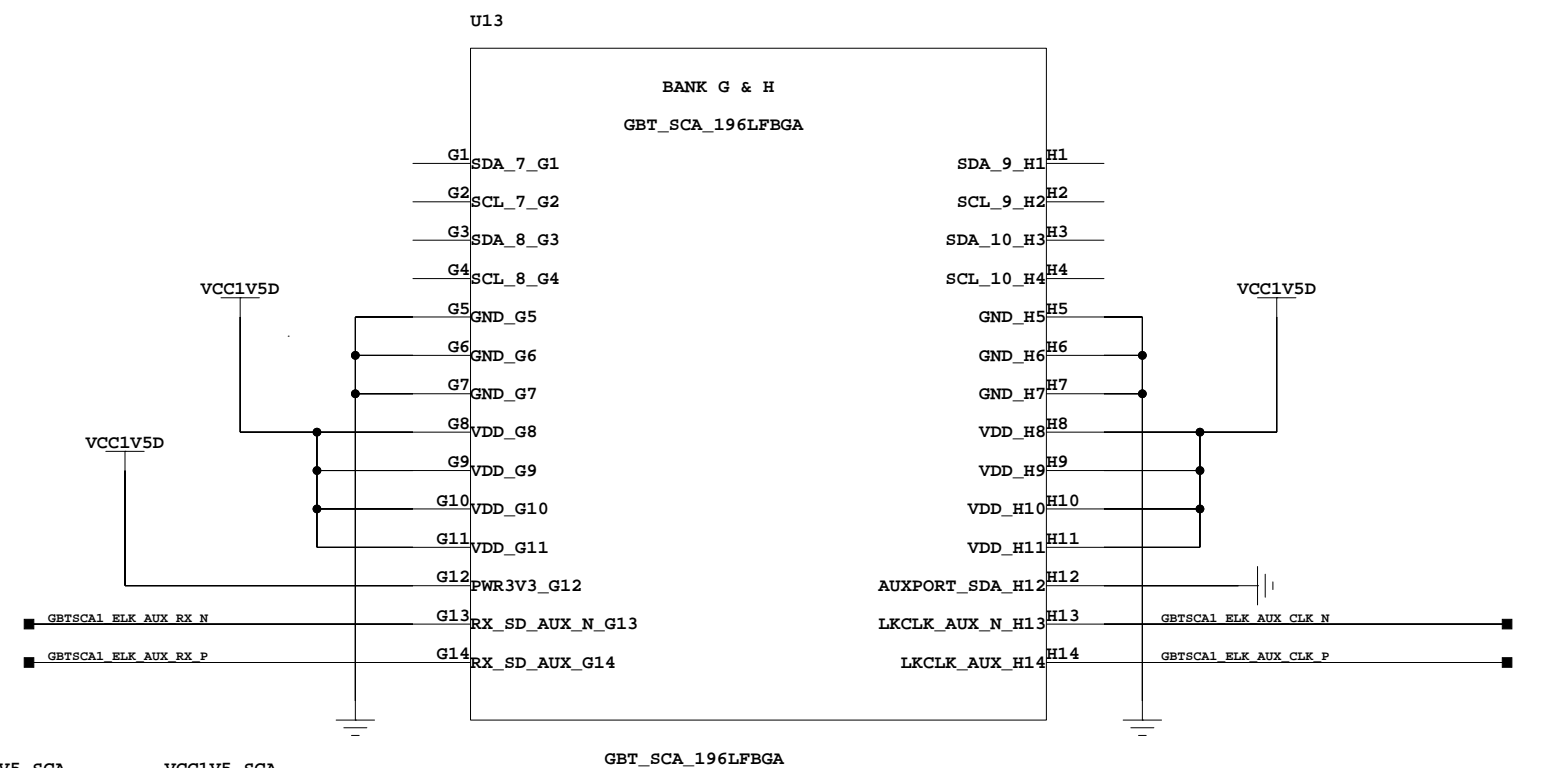 U13
BANK G & H
GBT_SCA_196LFBGA
G1 SDA_7_G1 SDA_9_H1 H1
G2 SCL_7_G2 SCL_9_H2 H2
G3 SDA_8_G3 SDA_10_H3 H3
G4 SCL_8_G4 SCL_10_H4 H4
VCC1V5D VCC1V5D
G5 GND_G5 GND_H5 H5
G6 GND_G6 GND_H6 H6
G7 GND_G7 GND_H7 H7
G8 VDD_G8 VDD_H8 H8
VCC1V5D
G9 VDD_G9 VDD_H9 H9
G10 VDD_G10 VDD_H10 H10
G11 VDD_G11 VDD_H11 H11
G12 PWR3V3_G12 AUXPORT_SDA_H12 H12
GBTSCA1_ELK_AUX_RX_N G13 RX_SD_AUX_N_G13 LKCLK_AUX_N_H13 H13 GBTSCA1_ELK_AUX_CLK_N
GBTSCA1_ELK_AUX_RX_P G14 RX_SD_AUX_G14 LKCLK_AUX_H14 H14 GBTSCA1_ELK_AUX_CLK_P
GBT_SCA_196LFBGA
V5_SCA VCC1V5_SCA